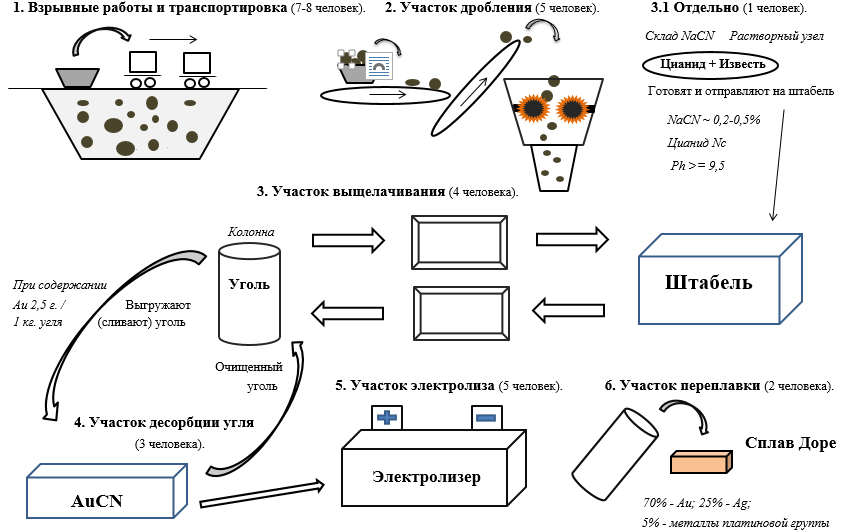 1. Взрывные работы и транспортировка (7-8 человек).
2. Участок дробления (5 человек).
3.1 Отдельно (1 человек).
Склад NaCN Растворный узел
Цианид + Известь
Готовят и отправляют на штабель
NaCN ~ 0,2-0,5%
Цианид Nc
Ph >= 9,5
3. Участок выщелачивания (4 человека).
Колонна
Уголь
Штабель
При содержании
Au 2,5 г. /
1 кг. угля
Выгружают
(сливают) уголь
Очищенный
уголь
4. Участок десорбции угля
(3 человека).
AuCN
5. Участок электролиза (5 человек).
Электролизер
6. Участок переплавки (2 человека).
Сплав Доре
70% - Au; 25% - Ag;
5% - металлы платиновой группы